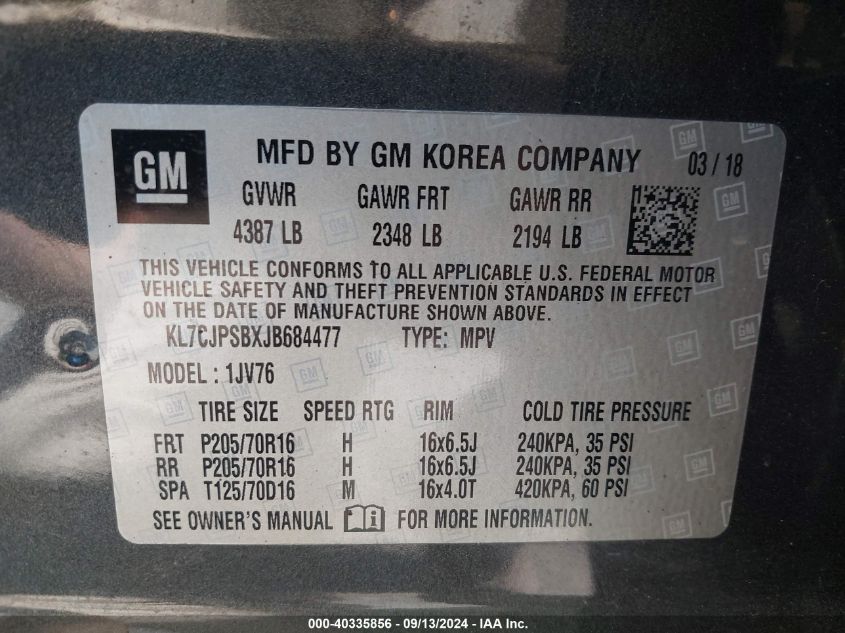 GM
MFD BY GM KOREA COMPANY 03 / 18
GVWR GAWR FRT GAWR RR
4387 LB 2348 LB 2194 LB
THIS VEHICLE CONFORMS TO ALL APPLICABLE U.S. FEDERAL MOTOR
VEHICLE SAFETY AND THEFT PREVENTION STANDARDS IN EFFECT
ON THE DATE OF MANUFACTURE SHOWN ABOVE.
KL7CJPSBXJB684477 TYPE: MPV
MODEL : 1JV76
TIRE SIZE SPEED RTG RIM COLD TIRE PRESSURE
FRT P205/70R16 H 16x6.5J 240KPA, 35 PSI
RR P205/70R16 H 16x6.5J 240KPA, 35 PSI
SPA T125/70D16 M 16x4.0T 420KPA, 60 PSI
SEE OWNER'S MANUAL i FOR MORE INFORMATION.
000-40335856 - 09/13/2024 - IAAI, Inc.